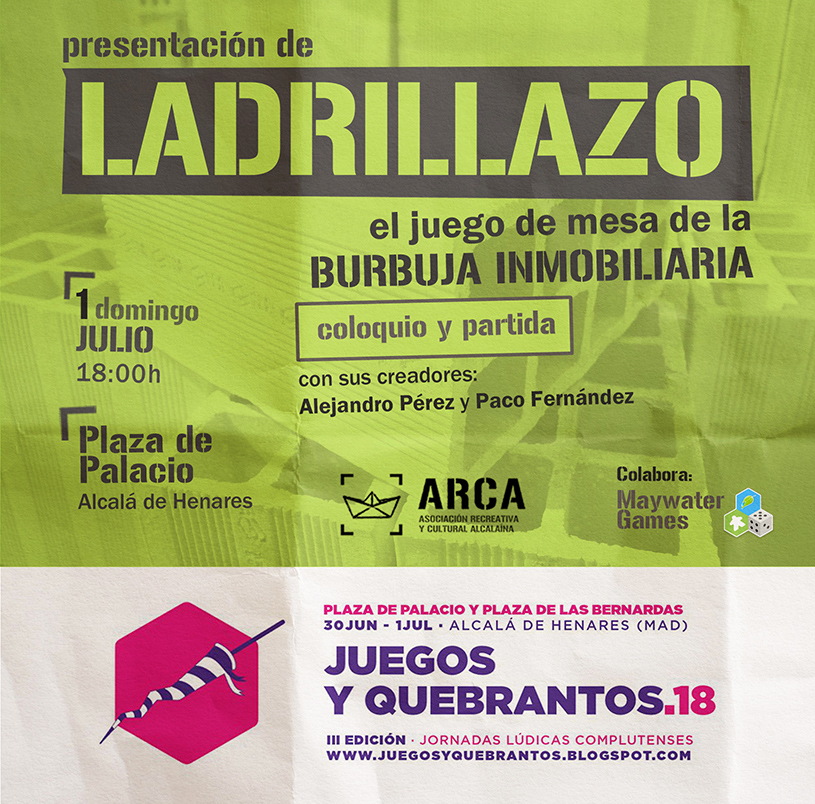 presentación de
LADRILLAZO
el juego de mesa de la
BURBUJA INMOBILIARIA
1 domingo
JULIO
18:00h
coloquio y partida
con sus creadores:
Alejandro Pérez y Paco Fernández
Plaza de
Palacio
Alcalá de Henares
ARCA
ASOCIACIÓN RECREATIVA
Y CULTURAL ALCALAÍNA
Colabora:
Maywater
Games
PLAZA DE PALACIO Y PLAZA DE LAS BERNARDAS
30JUN - 1JUL · ALCALÁ DE HENARES (MAD)
JUEGOS
Y QUEBRANTOS.18
III EDICIÓN · JORNADAS LÚDICAS COMPLUTENSES
WWW.JUEGOSYQUEBRANTOS.BLOGSPOT.COM